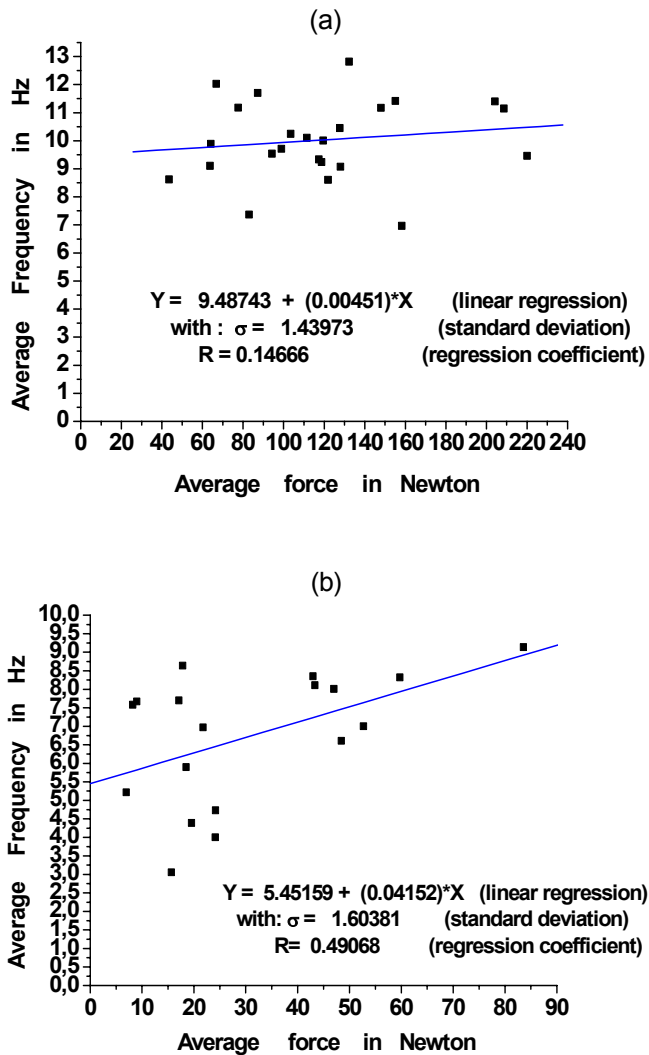 (a)
Average Frequency in Hz
13
12
11
10
9
8
7
6
5
4
3
2
1
0
Y = 9.48743 + (0.00451)*X (linear regression)
with : σ = 1.43973 (standard deviation)
R = 0.14666 (regression coefficient)
0 20 40 60 80 100 120 140 160 180 200 220 240
Average force in Newton
(b)
Average Frequency in Hz
10,0
9,5
9,0
8,5
8,0
7,5
7,0
6,5
6,0
5,5
5,0
4,5
4,0
3,5
3,0
2,5
2,0
1,5
1,0
0,5
0,0
Y = 5.45159 + (0.04152)*X (linear regression)
with: σ = 1.60381 (standard deviation)
R= 0.49068 (regression coefficient)
0 10 20 30 40 50 60 70 80 90
Average force in Newton